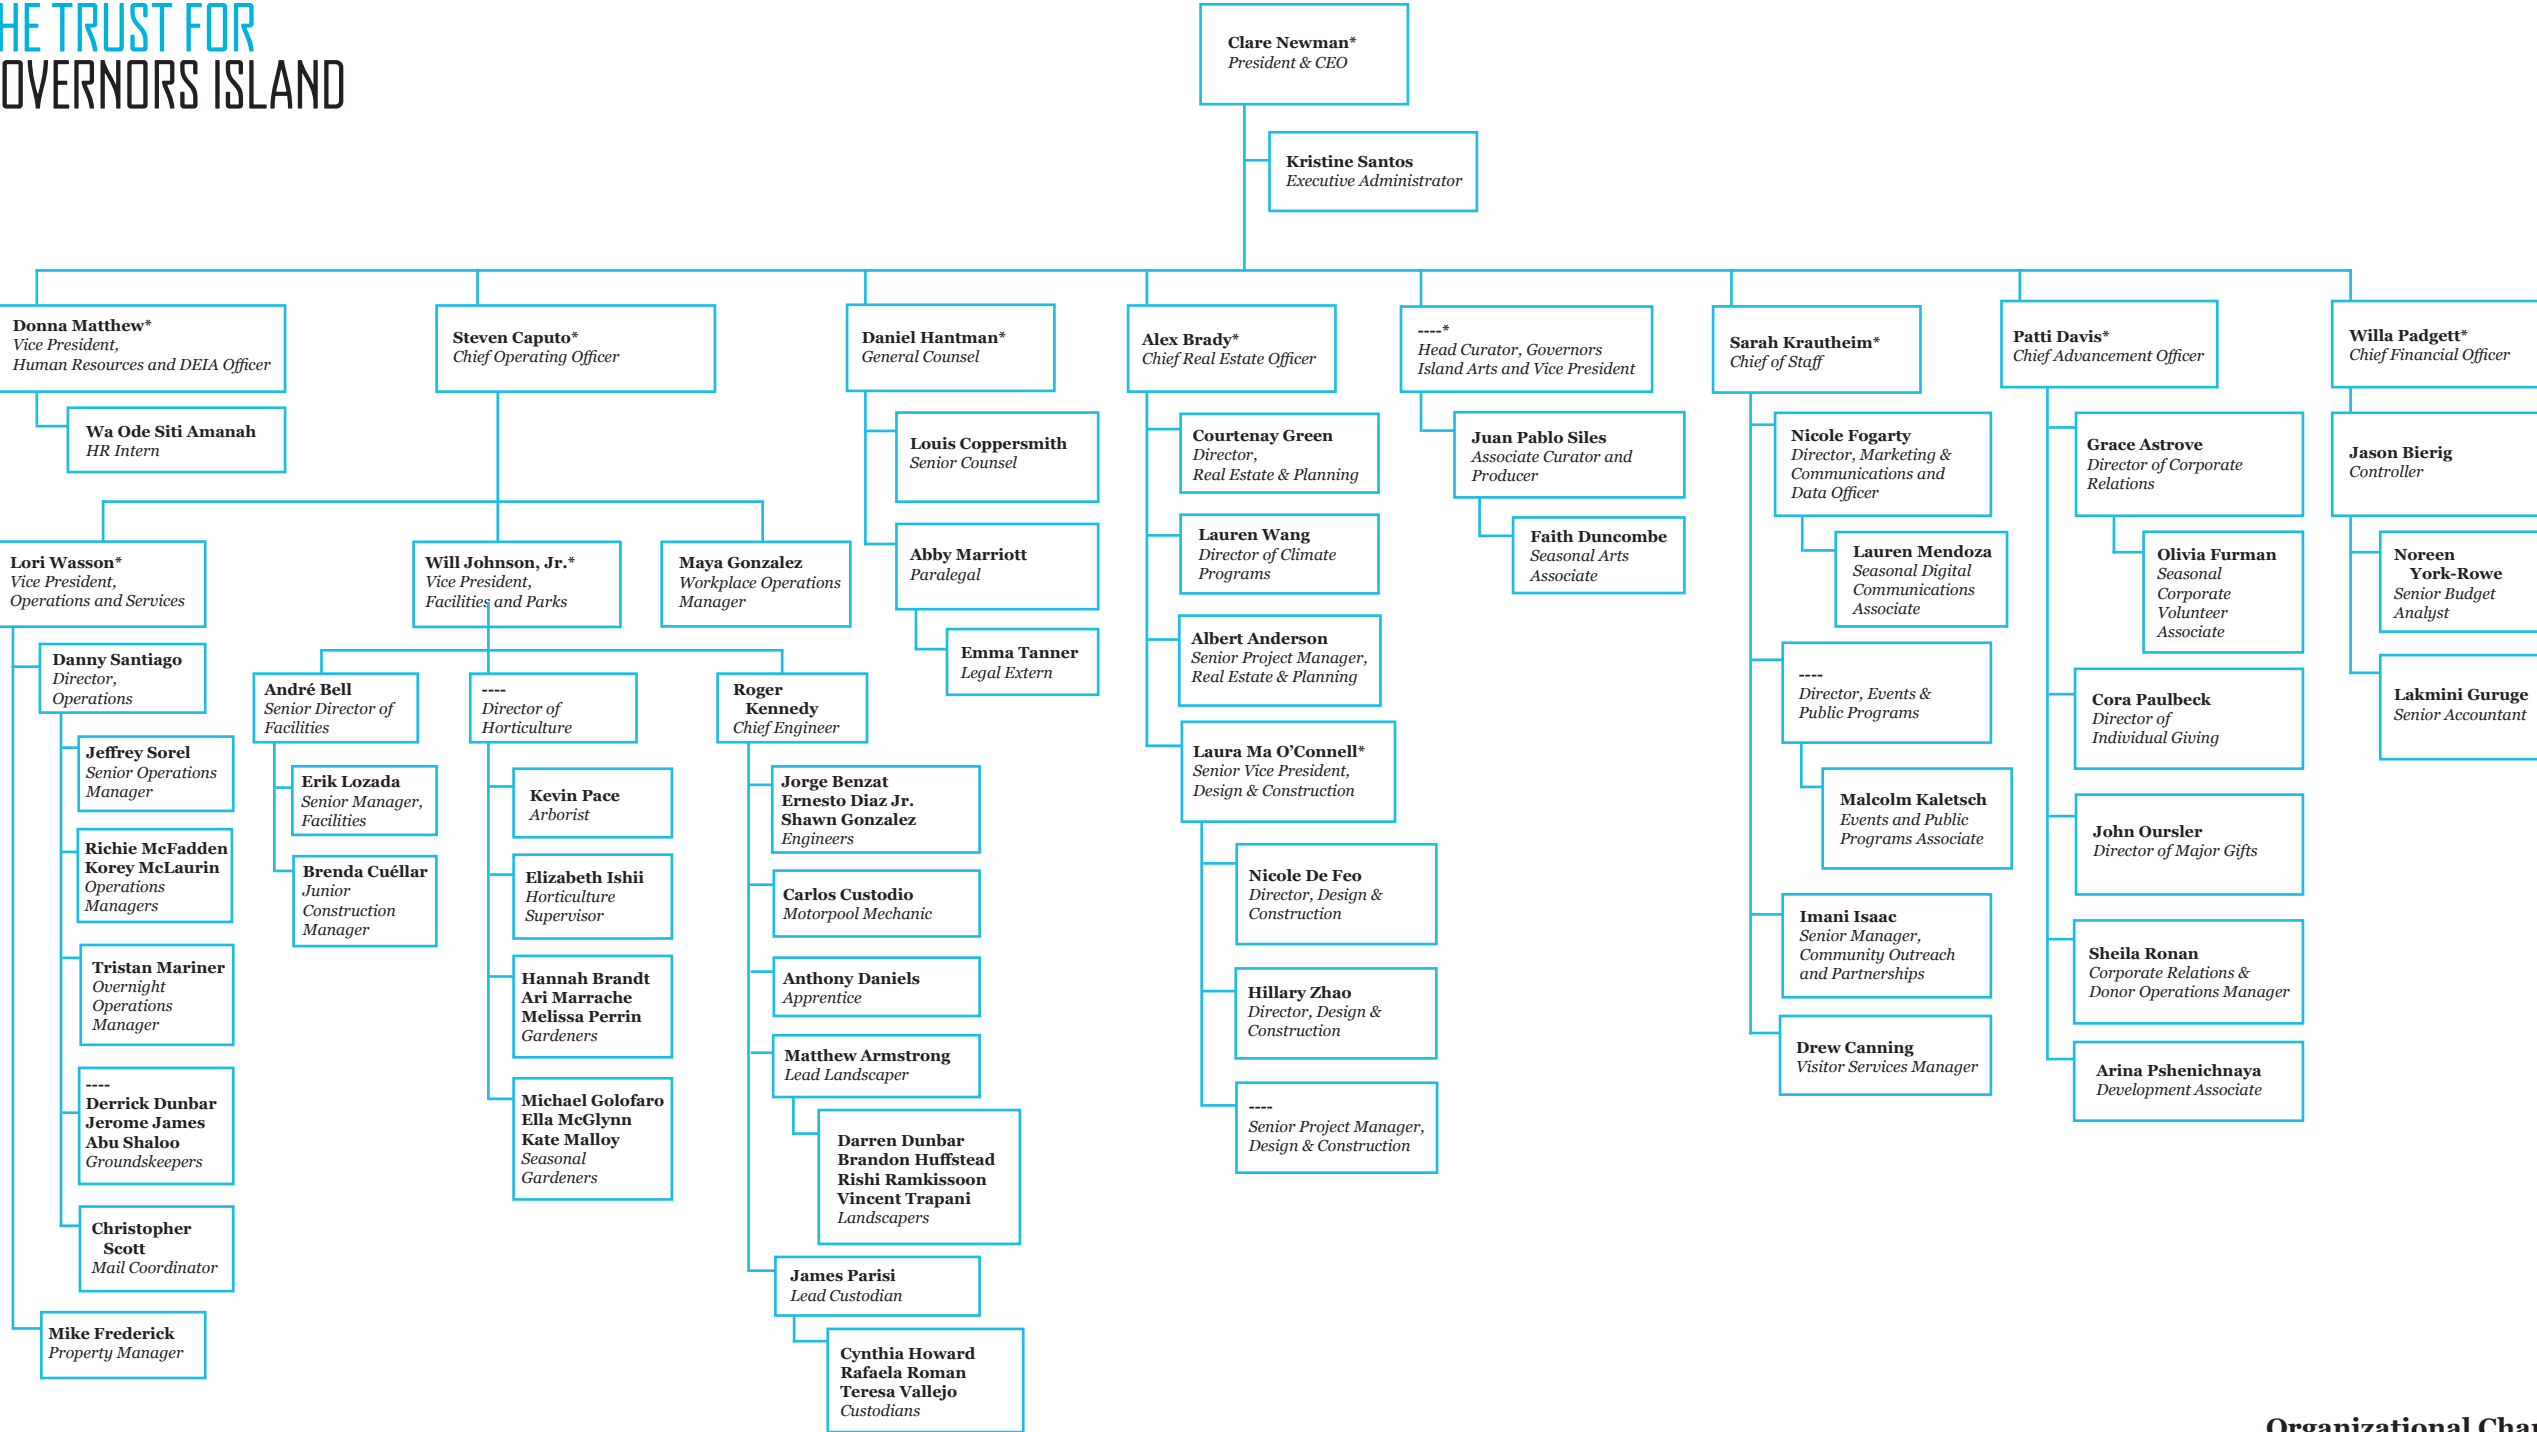 HE TRUST FOR
OVERNORS ISLAND
Clare Newman*
President & CEO
Kristine Santos
Executive Administrator
Donna Matthew*
Vice President,
Human Resources and DEIA Officer
Wa Ode Siti Amanah
HR Intern
Steven Caputo*
Chief Operating Officer
Lori Wasson*
Vice President,
Operations and Services
Danny Santiago
Director,
Operations
Jeffrey Sorel
Senior Operations
Manager
Richie McFadden
Korey McLaurin
Operations
Managers
Tristan Mariner
Overnight
Operations
Manager
----
Derrick Dunbar
Jerome James
Abu Shaloo
Groundskeepers
Christopher
Scott
Mail Coordinator
Mike Frederick
Property Manager
Will Johnson, Jr.*
Vice President,
Facilities and Parks
André Bell
Senior Director of
Facilities
Erik Lozada
Senior Manager,
Facilities
Brenda Cuéllar
Junior
Construction
Manager
----
Director of
Horticulture
Kevin Pace
Arborist
Elizabeth Ishii
Horticulture
Supervisor
Hannah Brandt
Ari Marrache
Melissa Perrin
Gardeners
Michael Golofaro
Ella McGlynn
Kate Malloy
Seasonal
Gardeners
Roger
Kennedy
Chief Engineer
Jorge Benzat
Ernesto Diaz Jr.
Shawn Gonzalez
Engineers
Carlos Custodio
Motorpool Mechanic
Anthony Daniels
Apprentice
Matthew Armstrong
Lead Landscaper
Darren Dunbar
Brandon Huffstead
Rishi Ramkissoon
Vincent Trapani
Landscapers
James Parisi
Lead Custodian
Cynthia Howard
Rafaela Roman
Teresa Vallejo
Custodians
Maya Gonzalez
Workplace Operations
Manager
Daniel Hantman*
General Counsel
Louis Coppersmith
Senior Counsel
Abby Marriott
Paralegal
Emma Tanner
Legal Extern
Alex Brady*
Chief Real Estate Officer
Courtenay Green
Director,
Real Estate & Planning
Lauren Wang
Director of Climate
Programs
Albert Anderson
Senior Project Manager,
Real Estate & Planning
Laura Ma O’Connell*
Senior Vice President,
Design & Construction
Nicole De Feo
Director, Design &
Construction
Hillary Zhao
Director, Design &
Construction
----
Senior Project Manager,
Design & Construction
----*
Head Curator, Governors
Island Arts and Vice President
Juan Pablo Siles
Associate Curator and
Producer
Faith Duncombe
Seasonal Arts
Associate
Sarah Krautheim*
Chief of Staff
Nicole Fogarty
Director, Marketing &
Communications and
Data Officer
Lauren Mendoza
Seasonal Digital
Communications
Associate
----
Director, Events &
Public Programs
Malcolm Kaletsch
Events and Public
Programs Associate
Imani Isaac
Senior Manager,
Community Outreach
and Partnerships
Drew Canning
Visitor Services Manager
Patti Davis*
Chief Advancement Officer
Grace Astrove
Director of Corporate
Relations
Olivia Furman
Seasonal
Corporate
Volunteer
Associate
Cora Paulbeck
Director of
Individual Giving
John Oursler
Director of Major Gifts
Sheila Ronan
Corporate Relations &
Donor Operations Manager
Arina Pshenichnaya
Development Associate
Willa Padgett*
Chief Financial Officer
Jason Bierig
Controller
Noreen
York-Rowe
Senior Budget
Analyst
Lakmini Guruge
Senior Accountant
Organizational Char